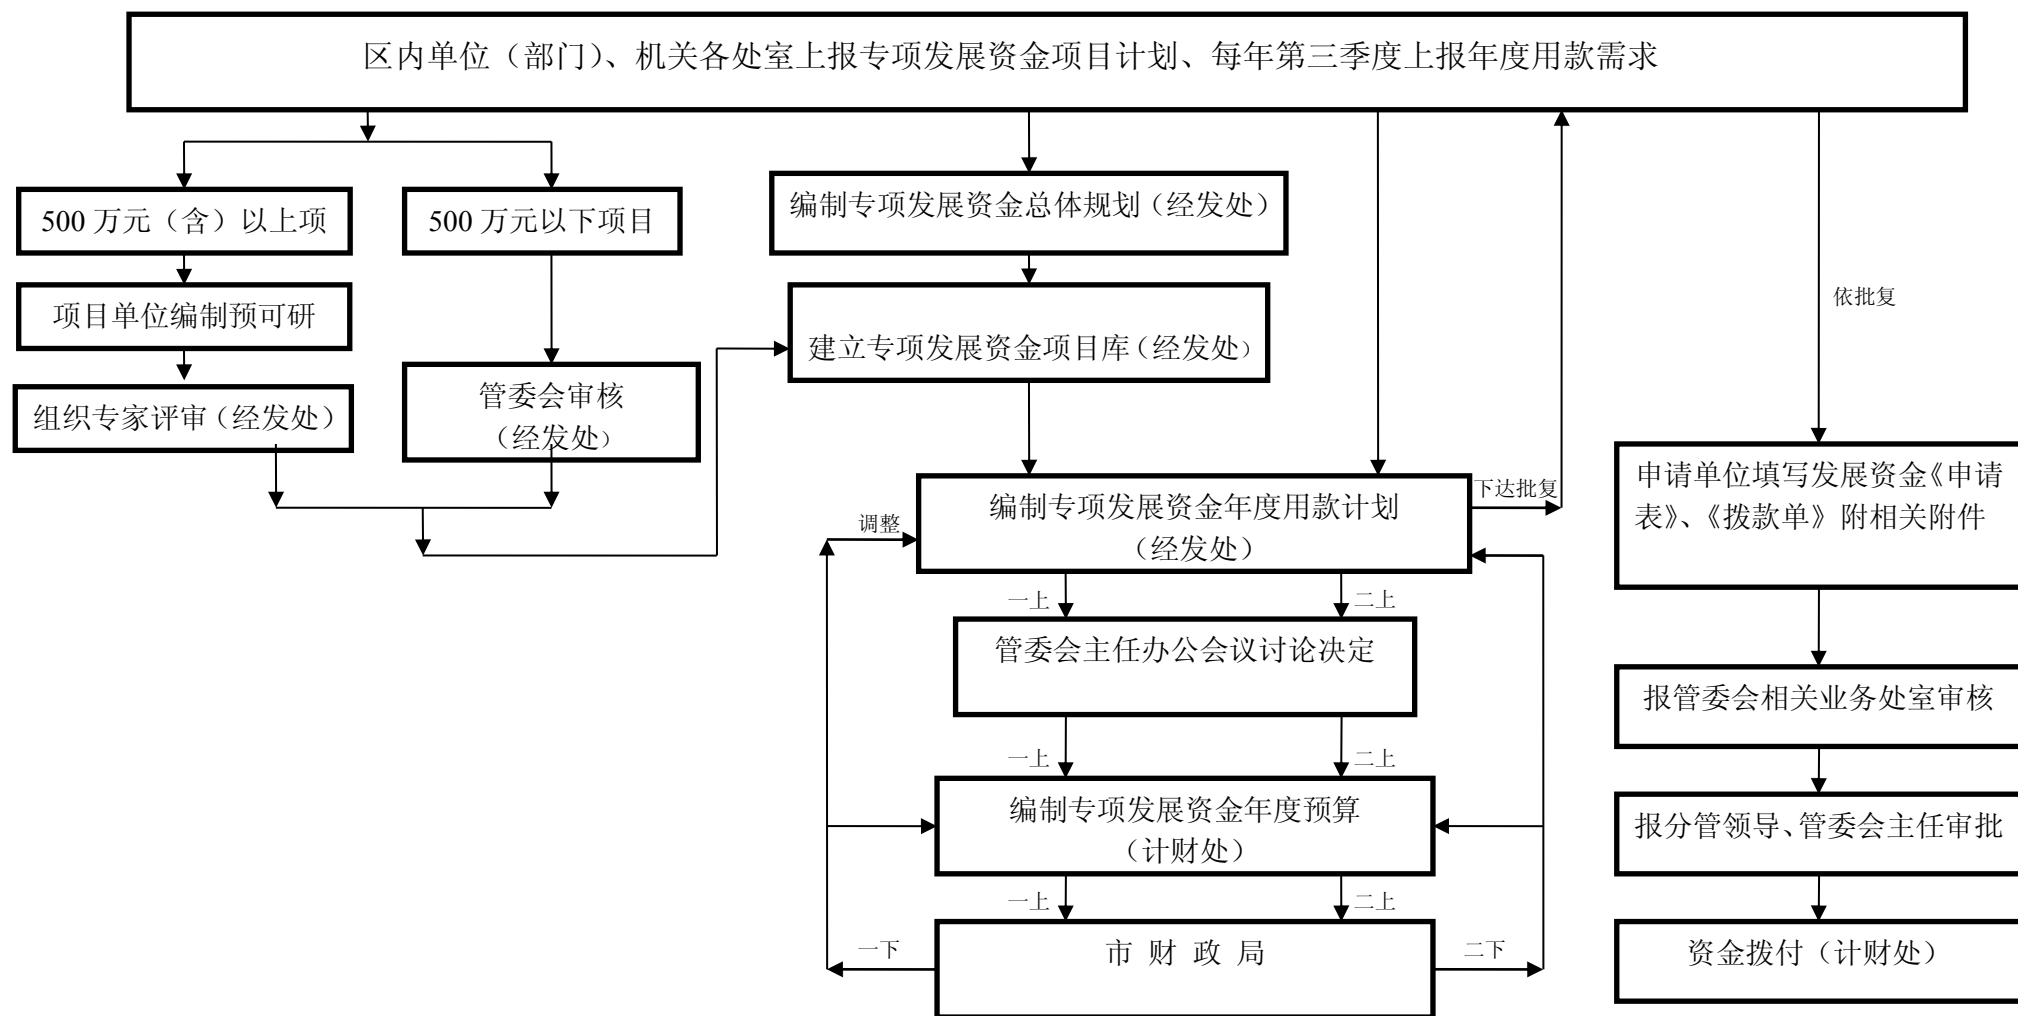 区内单位（部门）、机关各处室上报专项发展资金项目计划、每年第三季度上报年度用款需求
500 万元（含）以上项
500 万元以下项目
编制专项发展资金总体规划（经发处）
项目单位编制预可研
依批复
建立专项发展资金项目库（经发处）
组织专家评审（经发处）
管委会审核
（经发处）
申请单位填写发展资金《申请
表》、《拨款单》附相关附件
编制专项发展资金年度用款计划
（经发处）
下达批复
调整
一上
二上
管委会主任办公会议讨论决定
报管委会相关业务处室审核
一上
二上
编制专项发展资金年度预算
（计财处）
报分管领导、管委会主任审批
一上
二上
市 财 政 局
一下
二下
资金拨付（计财处）